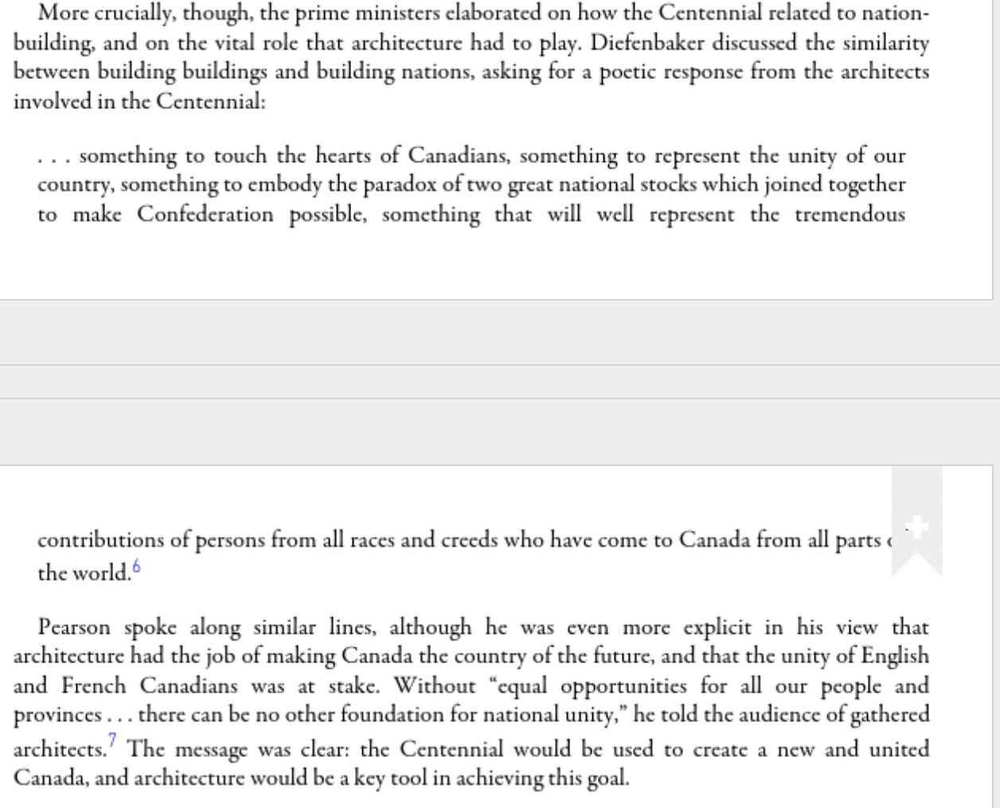 More crucially, though, the prime ministers elaborated on how the Centennial related to nation-
building, and on the vital role that architecture had to play. Diefenbaker discussed the similarity
between building buildings and building nations, asking for a poetic response from the architects
involved in the Centennial:
. . . something to touch the hearts of Canadians, something to represent the unity of our
country, something to embody the paradox of two great national stocks which joined together
to make Confederation possible, something that will well represent the tremendous
contributions of persons from all races and creeds who have come to Canada from all parts
the world.6
Pearson spoke along similar lines, although he was even more explicit in his view that
architecture had the job of making Canada the country of the future, and that the unity of English
and French Canadians was at stake. Without “equal opportunities for all our people and
provinces . . . there can be no other foundation for national unity,” he told the audience of gathered
architects.7 The message was clear: the Centennial would be used to create a new and united
Canada, and architecture would be a key tool in achieving this goal.